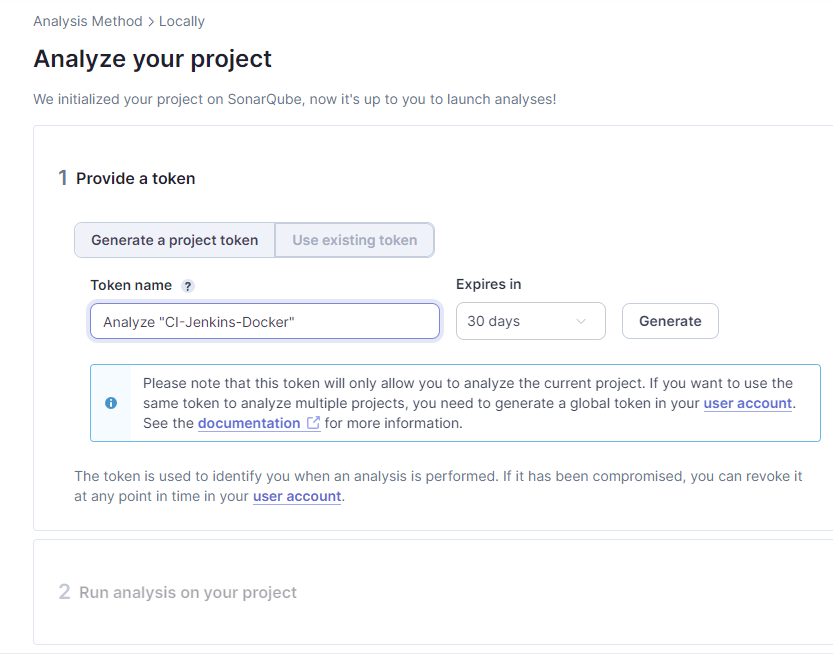 Analysis Method > Locally
Analyze your project
We initialized your project on SonarQube, now it's up to you to launch analyses!
1 Provide a token
Generate a project token Use existing token
Token name ? Expires in
Analyze "CI-Jenkins-Docker" 30 days Generate
Please note that this token will only allow you to analyze the current project. If you want to use the
same token to analyze multiple projects, you need to generate a global token in your user account.
See the documentation for more information.
The token is used to identify you when an analysis is performed. If it has been compromised, you can revoke it
at any point in time in your user account.
2 Run analysis on your project